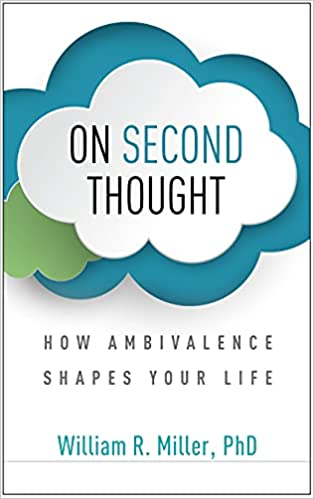 ON SECOND
THOUGHT
HOW AMBIVALENCE
SHAPES YOUR LIFE
William R. Miller, PhD